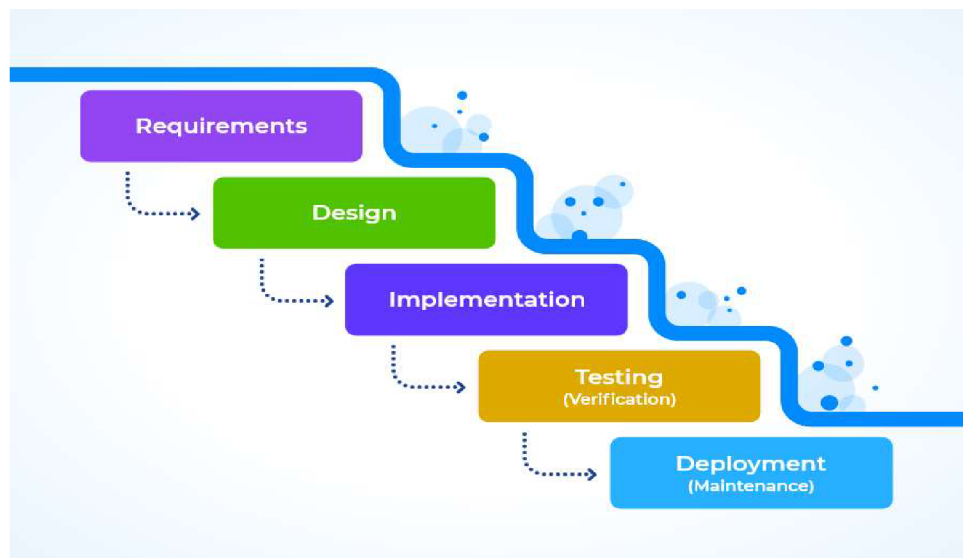 Requirements
Design
Implementation
Testing
(Verification)
Deployment
(Maintenance)